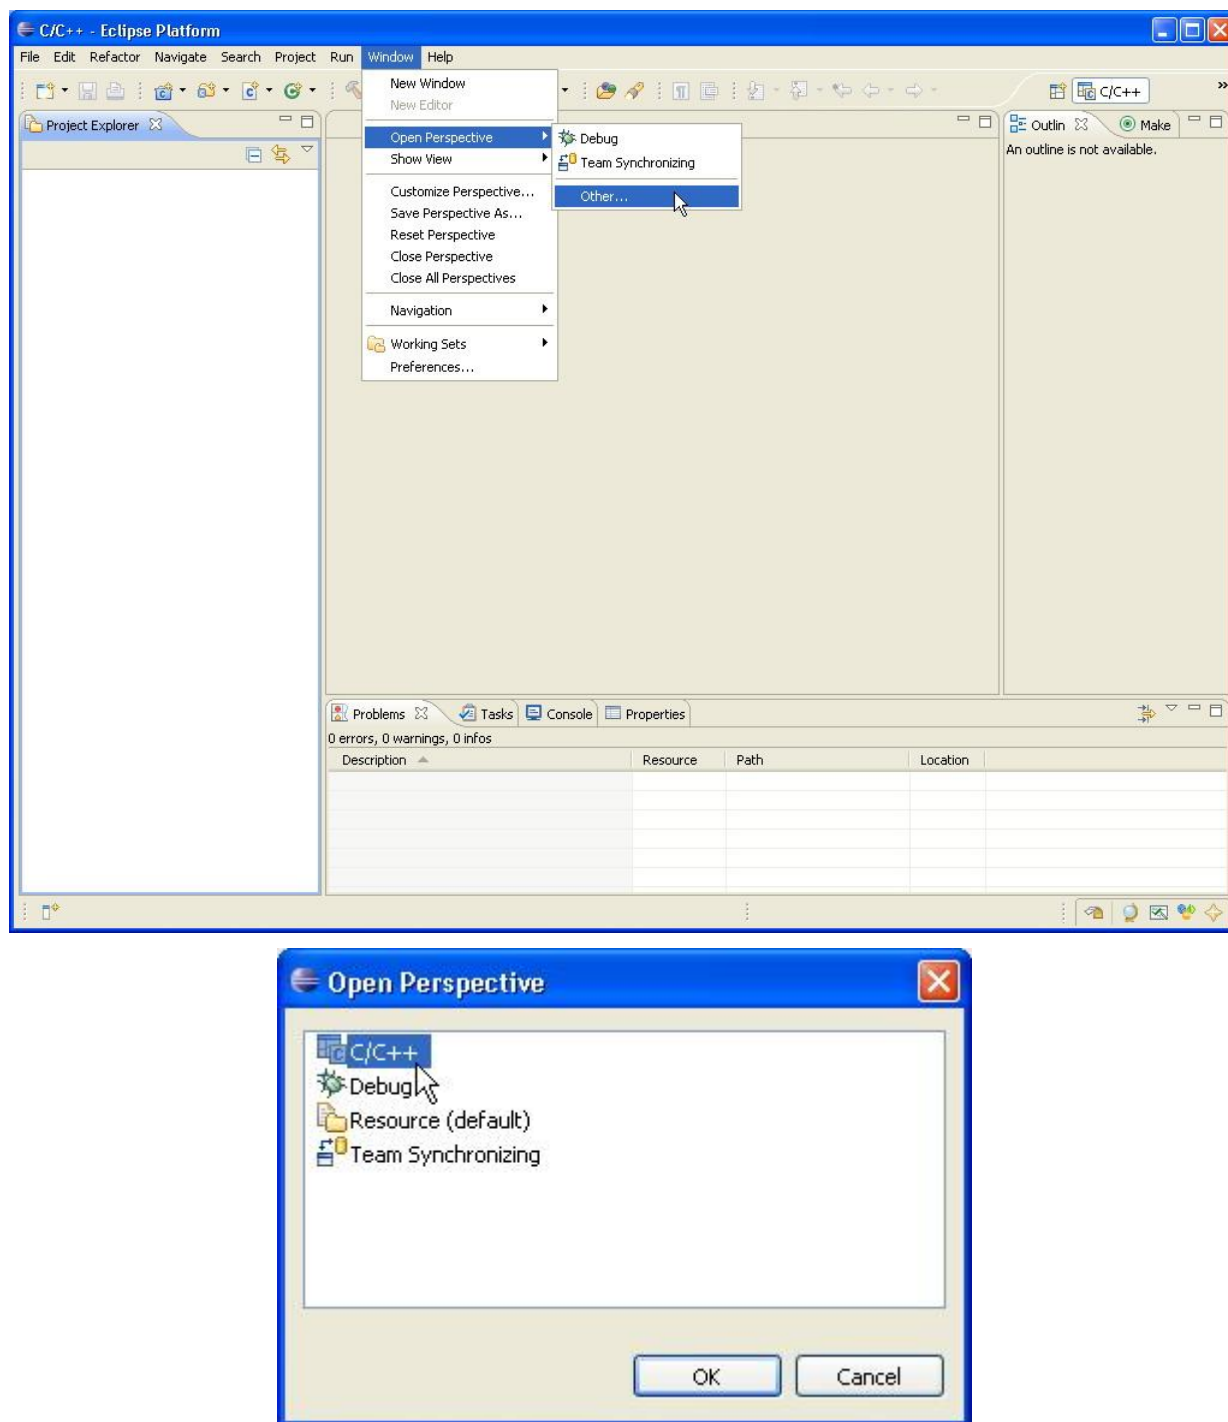 C/C++ - Eclipse Platform
File Edit Refactor Navigate Search Project Run Window Help
New Window
New Editor
Open Perspective
Show View
Customize Perspective...
Save Perspective As...
Reset Perspective
Close Perspective
Close All Perspectives
Navigation
Working Sets
Preferences...
Debug
Team Synchronizing
Other...
C/C++
Project Explorer
Outlin
Make
An outline is not available.
Problems Tasks Console Properties
0 errors, 0 warnings, 0 infos
Description Resource Path Location
Open Perspective
C/C++
Debug
Resource (default)
Team Synchronizing
OK Cancel